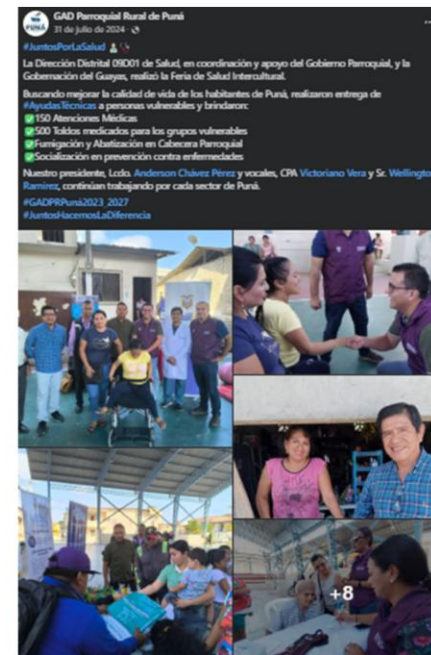 GAD Parroquial Rural de Puná
31 de julio de 2024
#JuntosPorLaSalud
La Dirección Distrital 09D01 de Salud, en coordinación y apoyo del Gobierno Parroquial, y la
Gobernación del Guayas, realizó la Feria de Salud Intercultural.
Buscando mejorar la calidad de vida de los habitantes de Puná, realizaron entrega de
#AyudasTécnicas a personas vulnerables y brindaron:
✅150 Atenciones Médicas
✅500 Toldos medicados para los grupos vulnerables
✅Fumigación y Abatización en Cabecera Parroquial
✅Socialización en prevención contra enfermedades
Nuestro presidente, Lcdo. Anderson Chávez Pérez y vocales, CPA Victoriano Vera y Sr. Wellingto
Ramírez, continúan trabajando por cada sector de Puná.
#GADPRPuná2023_2027
#JuntosHacemosLaDiferencia
+8